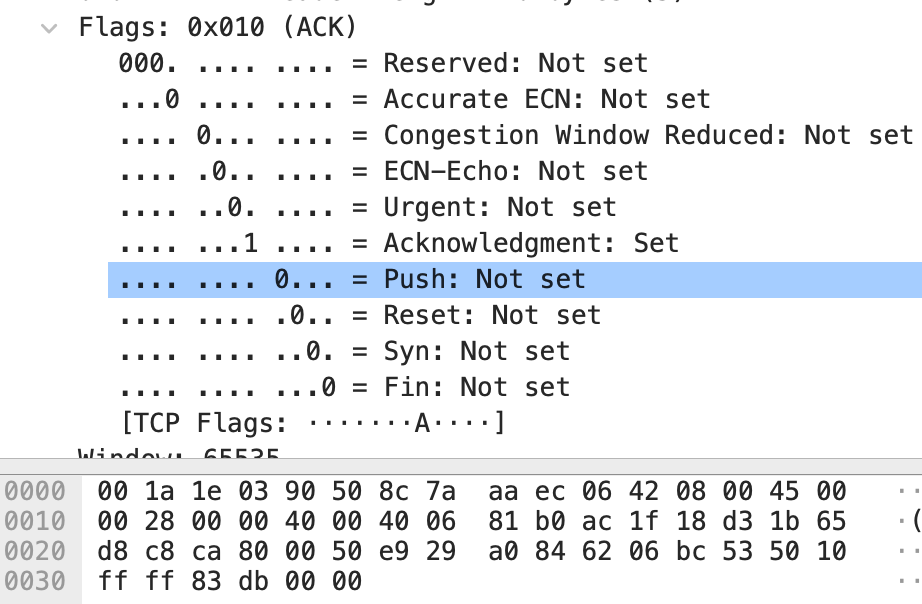 Flags: 0x010 (ACK)
000. .... .... = Reserved: Not set
...0 .... .... = Accurate ECN: Not set
.... 0... .... = Congestion Window Reduced: Not set
.... .0.. .... = ECN-Echo: Not set
.... ..0. .... = Urgent: Not set
.... ...1 .... = Acknowledgment: Set
.... .... 0... = Push: Not set
.... .... .0.. = Reset: Not set
.... .... ..0. = Syn: Not set
.... .... ...0 = Fin: Not set
[TCP Flags: ·······A····]
Window: 65535
0000 00 1a 1e 03 90 50 8c 7a aa ec 06 42 08 00 45 00 ··
0010 00 28 00 00 40 00 40 06 81 b0 ac 1f 18 d3 1b 65 ·(
0020 d8 c8 ca 80 00 50 e9 29 a0 84 62 06 bc 53 50 10 ··
0030 ff ff 83 db 00 00 ··